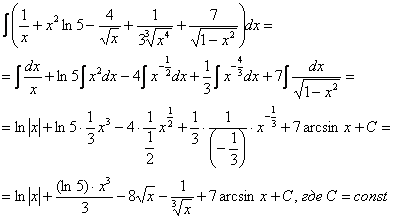 ∫(1/x + x² ln 5 − 4/√x + 1/(3∛(x⁴)) + 7/√(1 − x²))dx =
= ∫dx/x + ln 5 ∫x²dx − 4∫x^(−1/2)dx + 1/3 ∫x^(−4/3)dx + 7∫dx/√(1 − x²) =
= ln|x| + ln 5 · 1/3 x³ − 4 · 1/(1/2) x^(1/2) + 1/3 · 1/(−1/3) · x^(−1/3) + 7 arcsin x + C =
= ln|x| + ((ln 5) · x³)/3 − 8√x − 1/∛x + 7 arcsin x + C, где C = const